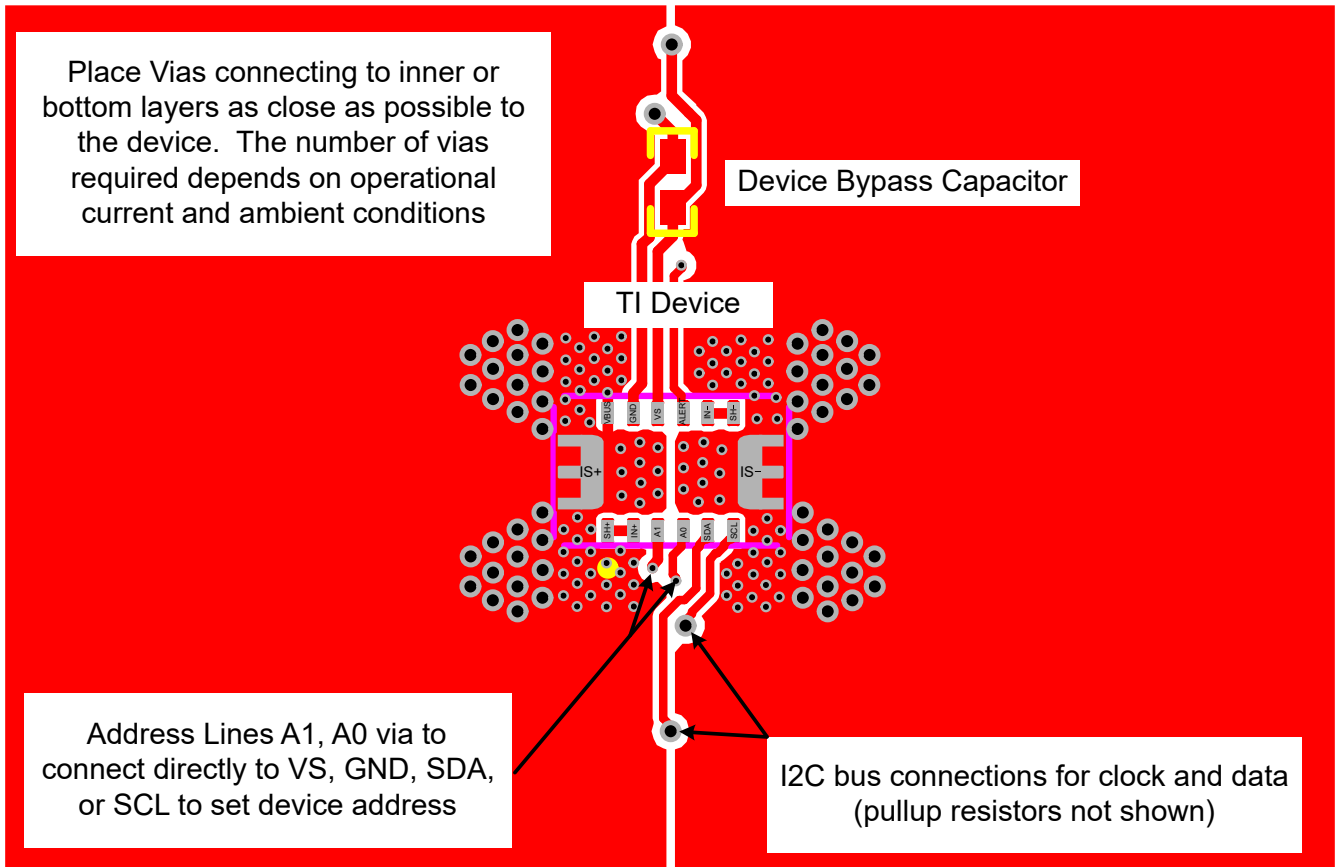 Place Vias connecting to inner or
bottom layers as close as possible to
the device. The number of vias
required depends on operational
current and ambient conditions
Device Bypass Capacitor
TI Device
VBUS
GND
VS
ALERT
IN−
SH−
IS+
IS−
SH+
IN+
A1
A0
SDA
SCL
Address Lines A1, A0 via to
connect directly to VS, GND, SDA,
or SCL to set device address
I2C bus connections for clock and data
(pullup resistors not shown)